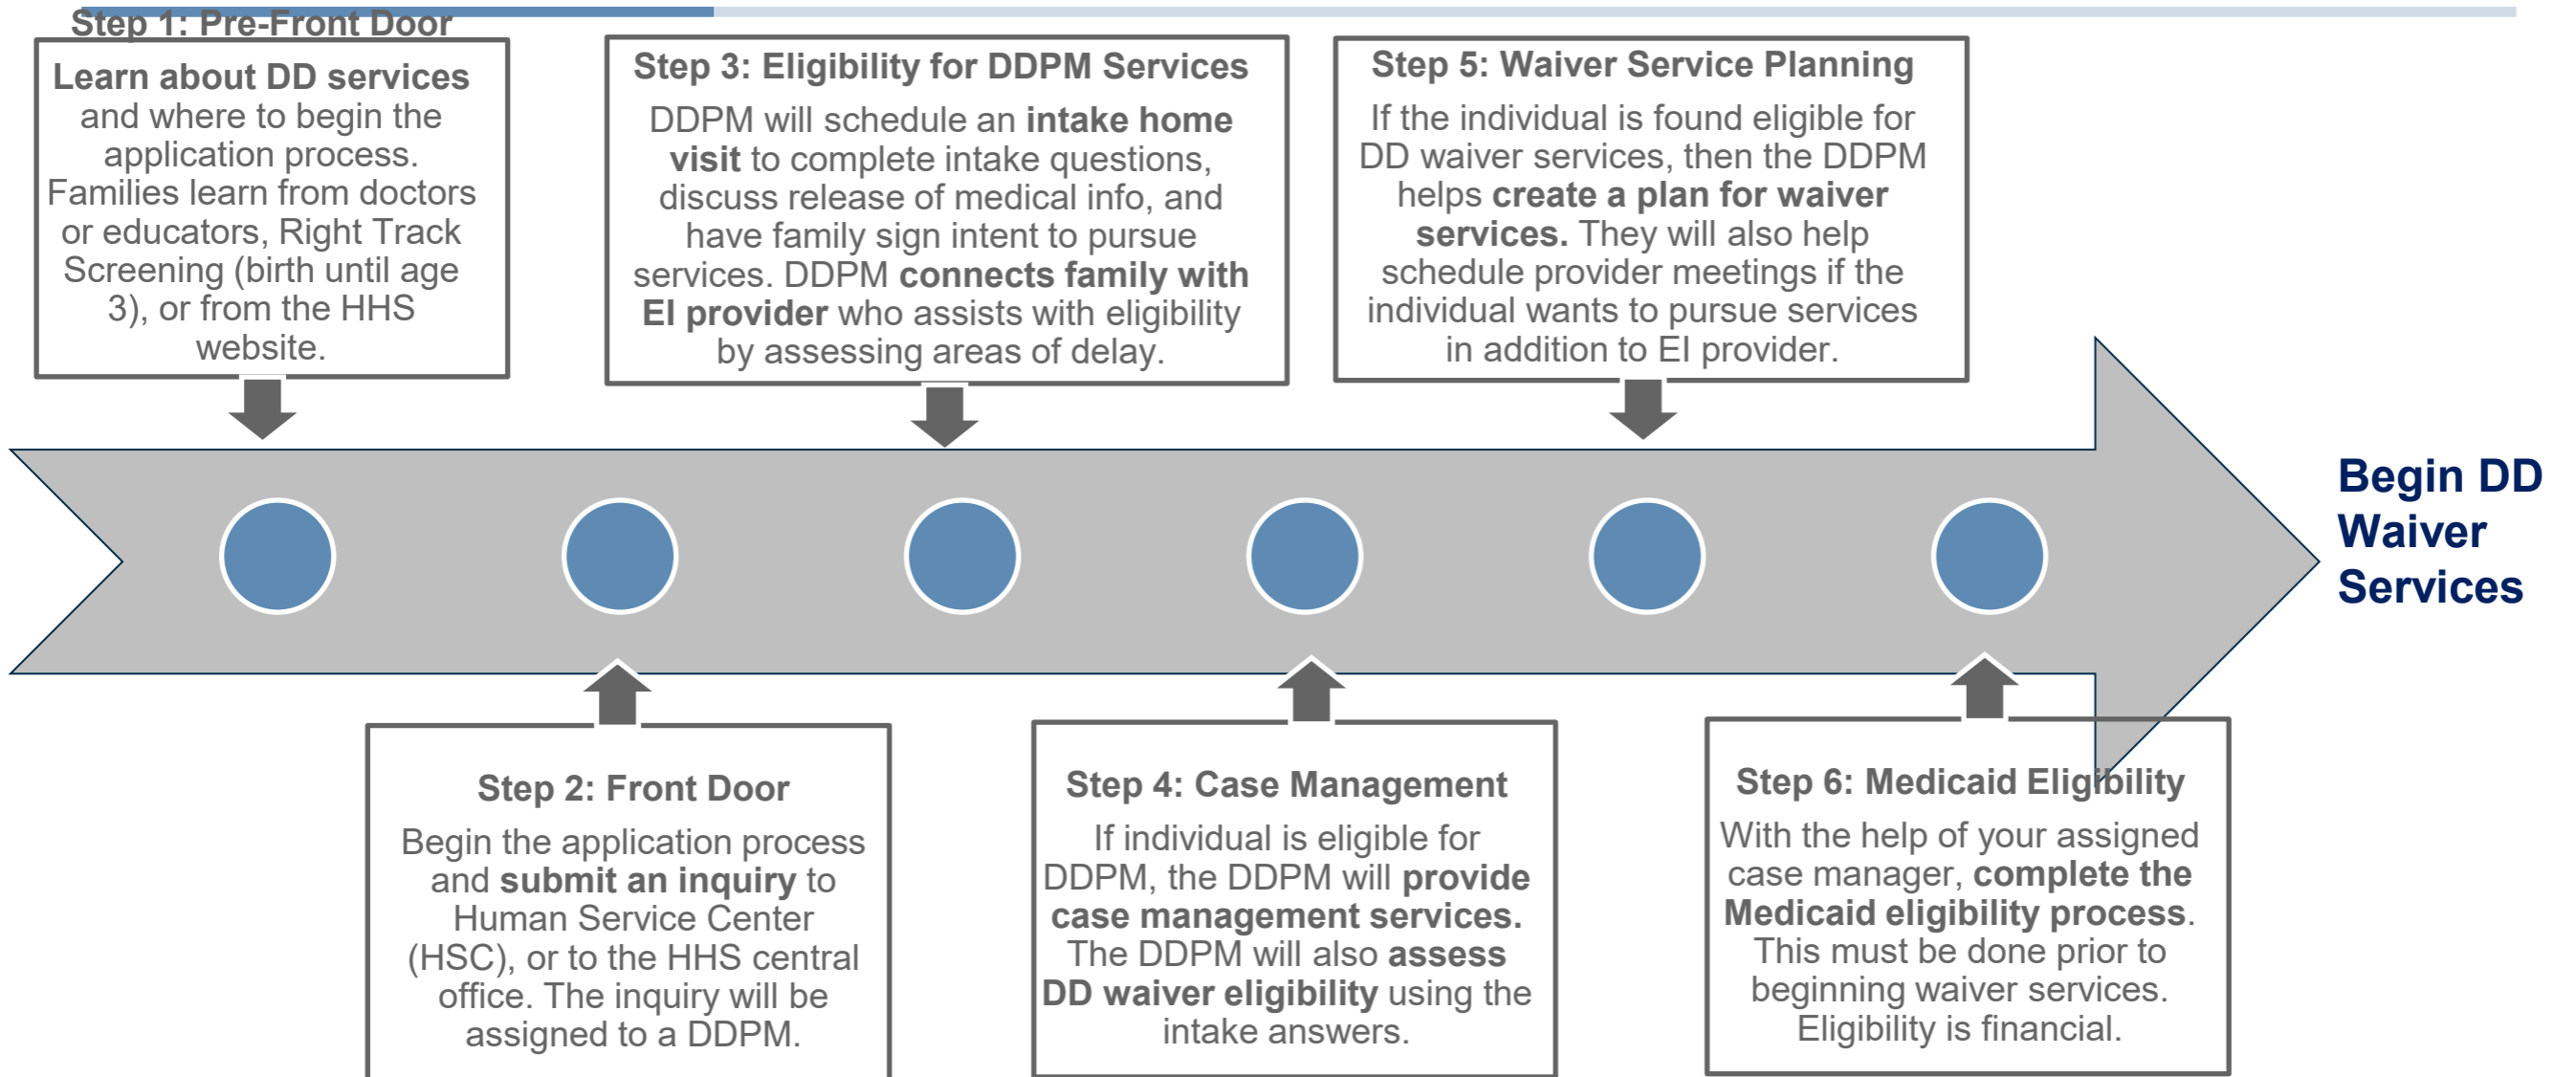 Step 1: Pre-Front Door
Learn about DD services
and where to begin the
application process.
Families learn from doctors
or educators, Right Track
Screening (birth until age
3), or from the HHS
website.
Step 3: Eligibility for DDPM Services
DDPM will schedule an intake home
visit to complete intake questions,
discuss release of medical info, and
have family sign intent to pursue
services. DDPM connects family with
EI provider who assists with eligibility
by assessing areas of delay.
Step 5: Waiver Service Planning
If the individual is found eligible for
DD waiver services, then the DDPM
helps create a plan for waiver
services. They will also help
schedule provider meetings if the
individual wants to pursue services
in addition to EI provider.
Begin DD
Waiver
Services
Step 2: Front Door
Begin the application process
and submit an inquiry to
Human Service Center
(HSC), or to the HHS central
office. The inquiry will be
assigned to a DDPM.
Step 4: Case Management
If individual is eligible for
DDPM, the DDPM will provide
case management services.
The DDPM will also assess
DD waiver eligibility using the
intake answers.
Step 6: Medicaid Eligibility
With the help of your assigned
case manager, complete the
Medicaid eligibility process.
This must be done prior to
beginning waiver services.
Eligibility is financial.